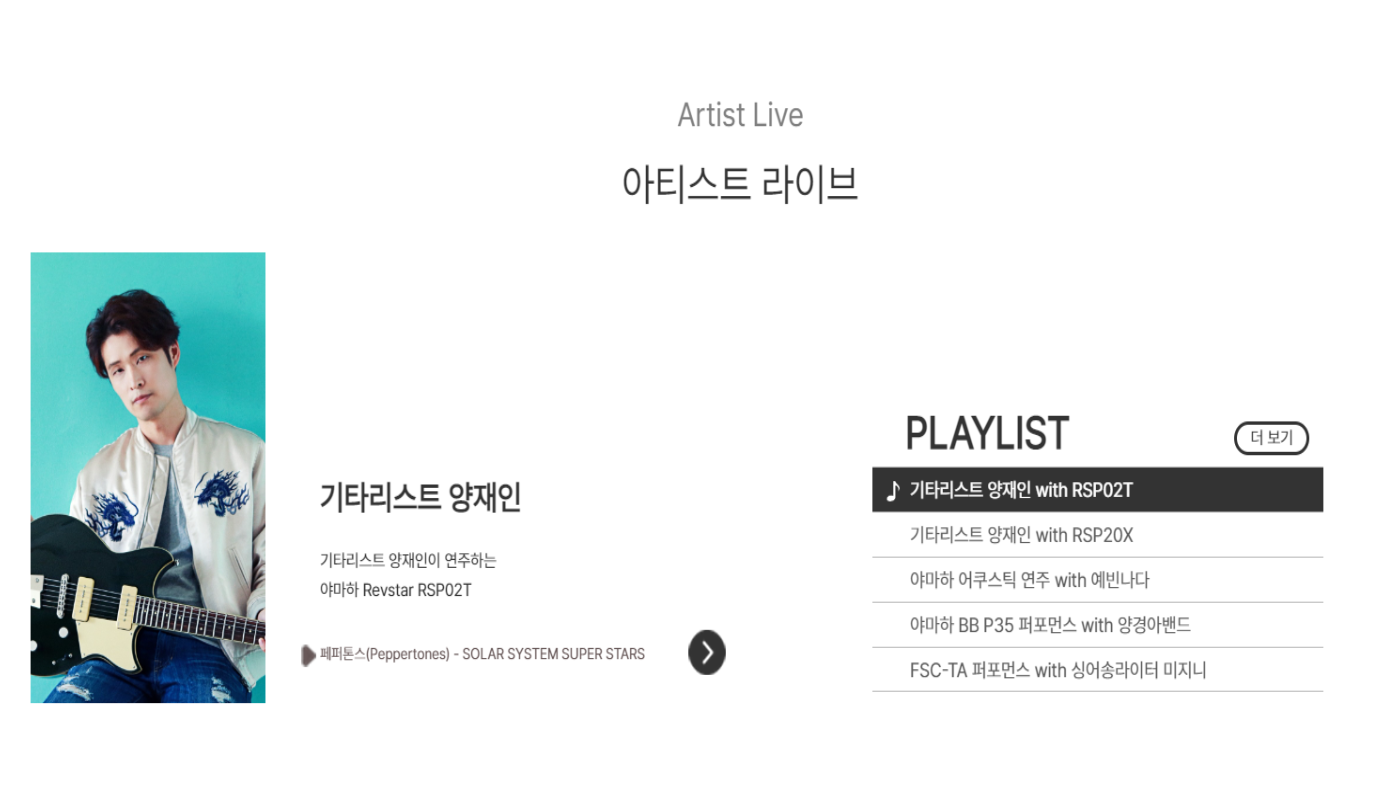 Artist Live
아티스트 라이브
기타리스트 양재인
기타리스트 양재인이 연주하는
야마하 Revstar RSP02T
페퍼톤스(Peppertones) - SOLAR SYSTEM SUPER STARS
PLAYLIST
더 보기
기타리스트 양재인 with RSP02T
기타리스트 양재인 with RSP20X
야마하 어쿠스틱 연주 with 예빈나다
야마하 BB P35 퍼포먼스 with 양경아밴드
FSC-TA 퍼포먼스 with 싱어송라이터 미지니